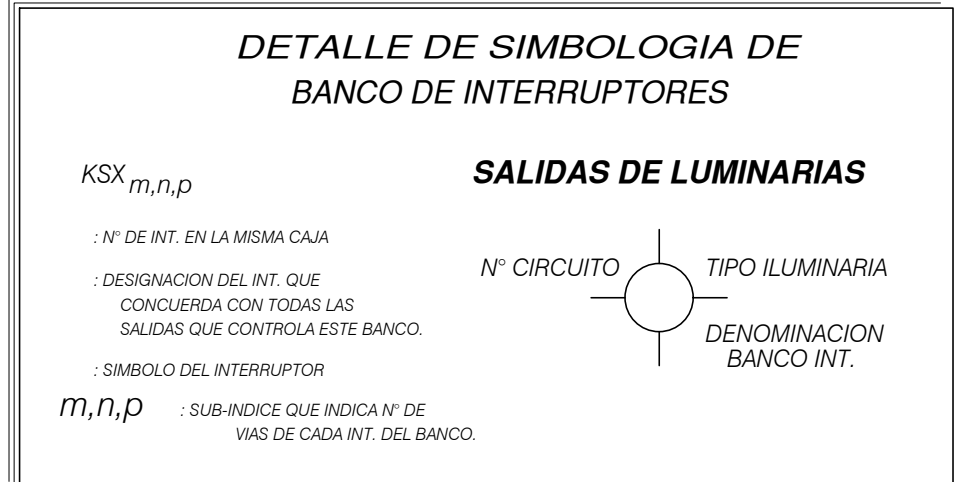 DETALLE DE SIMBOLOGIA DE
BANCO DE INTERRUPTORES
KSX m,n,p
: N° DE INT. EN LA MISMA CAJA
: DESIGNACION DEL INT. QUE
CONCUERDA CON TODAS LAS
SALIDAS QUE CONTROLA ESTE BANCO.
: SIMBOLO DEL INTERRUPTOR
m,n,p : SUB-INDICE QUE INDICA N° DE
VIAS DE CADA INT. DEL BANCO.
SALIDAS DE LUMINARIAS
N° CIRCUITO
TIPO ILUMINARIA
DENOMINACION
BANCO INT.